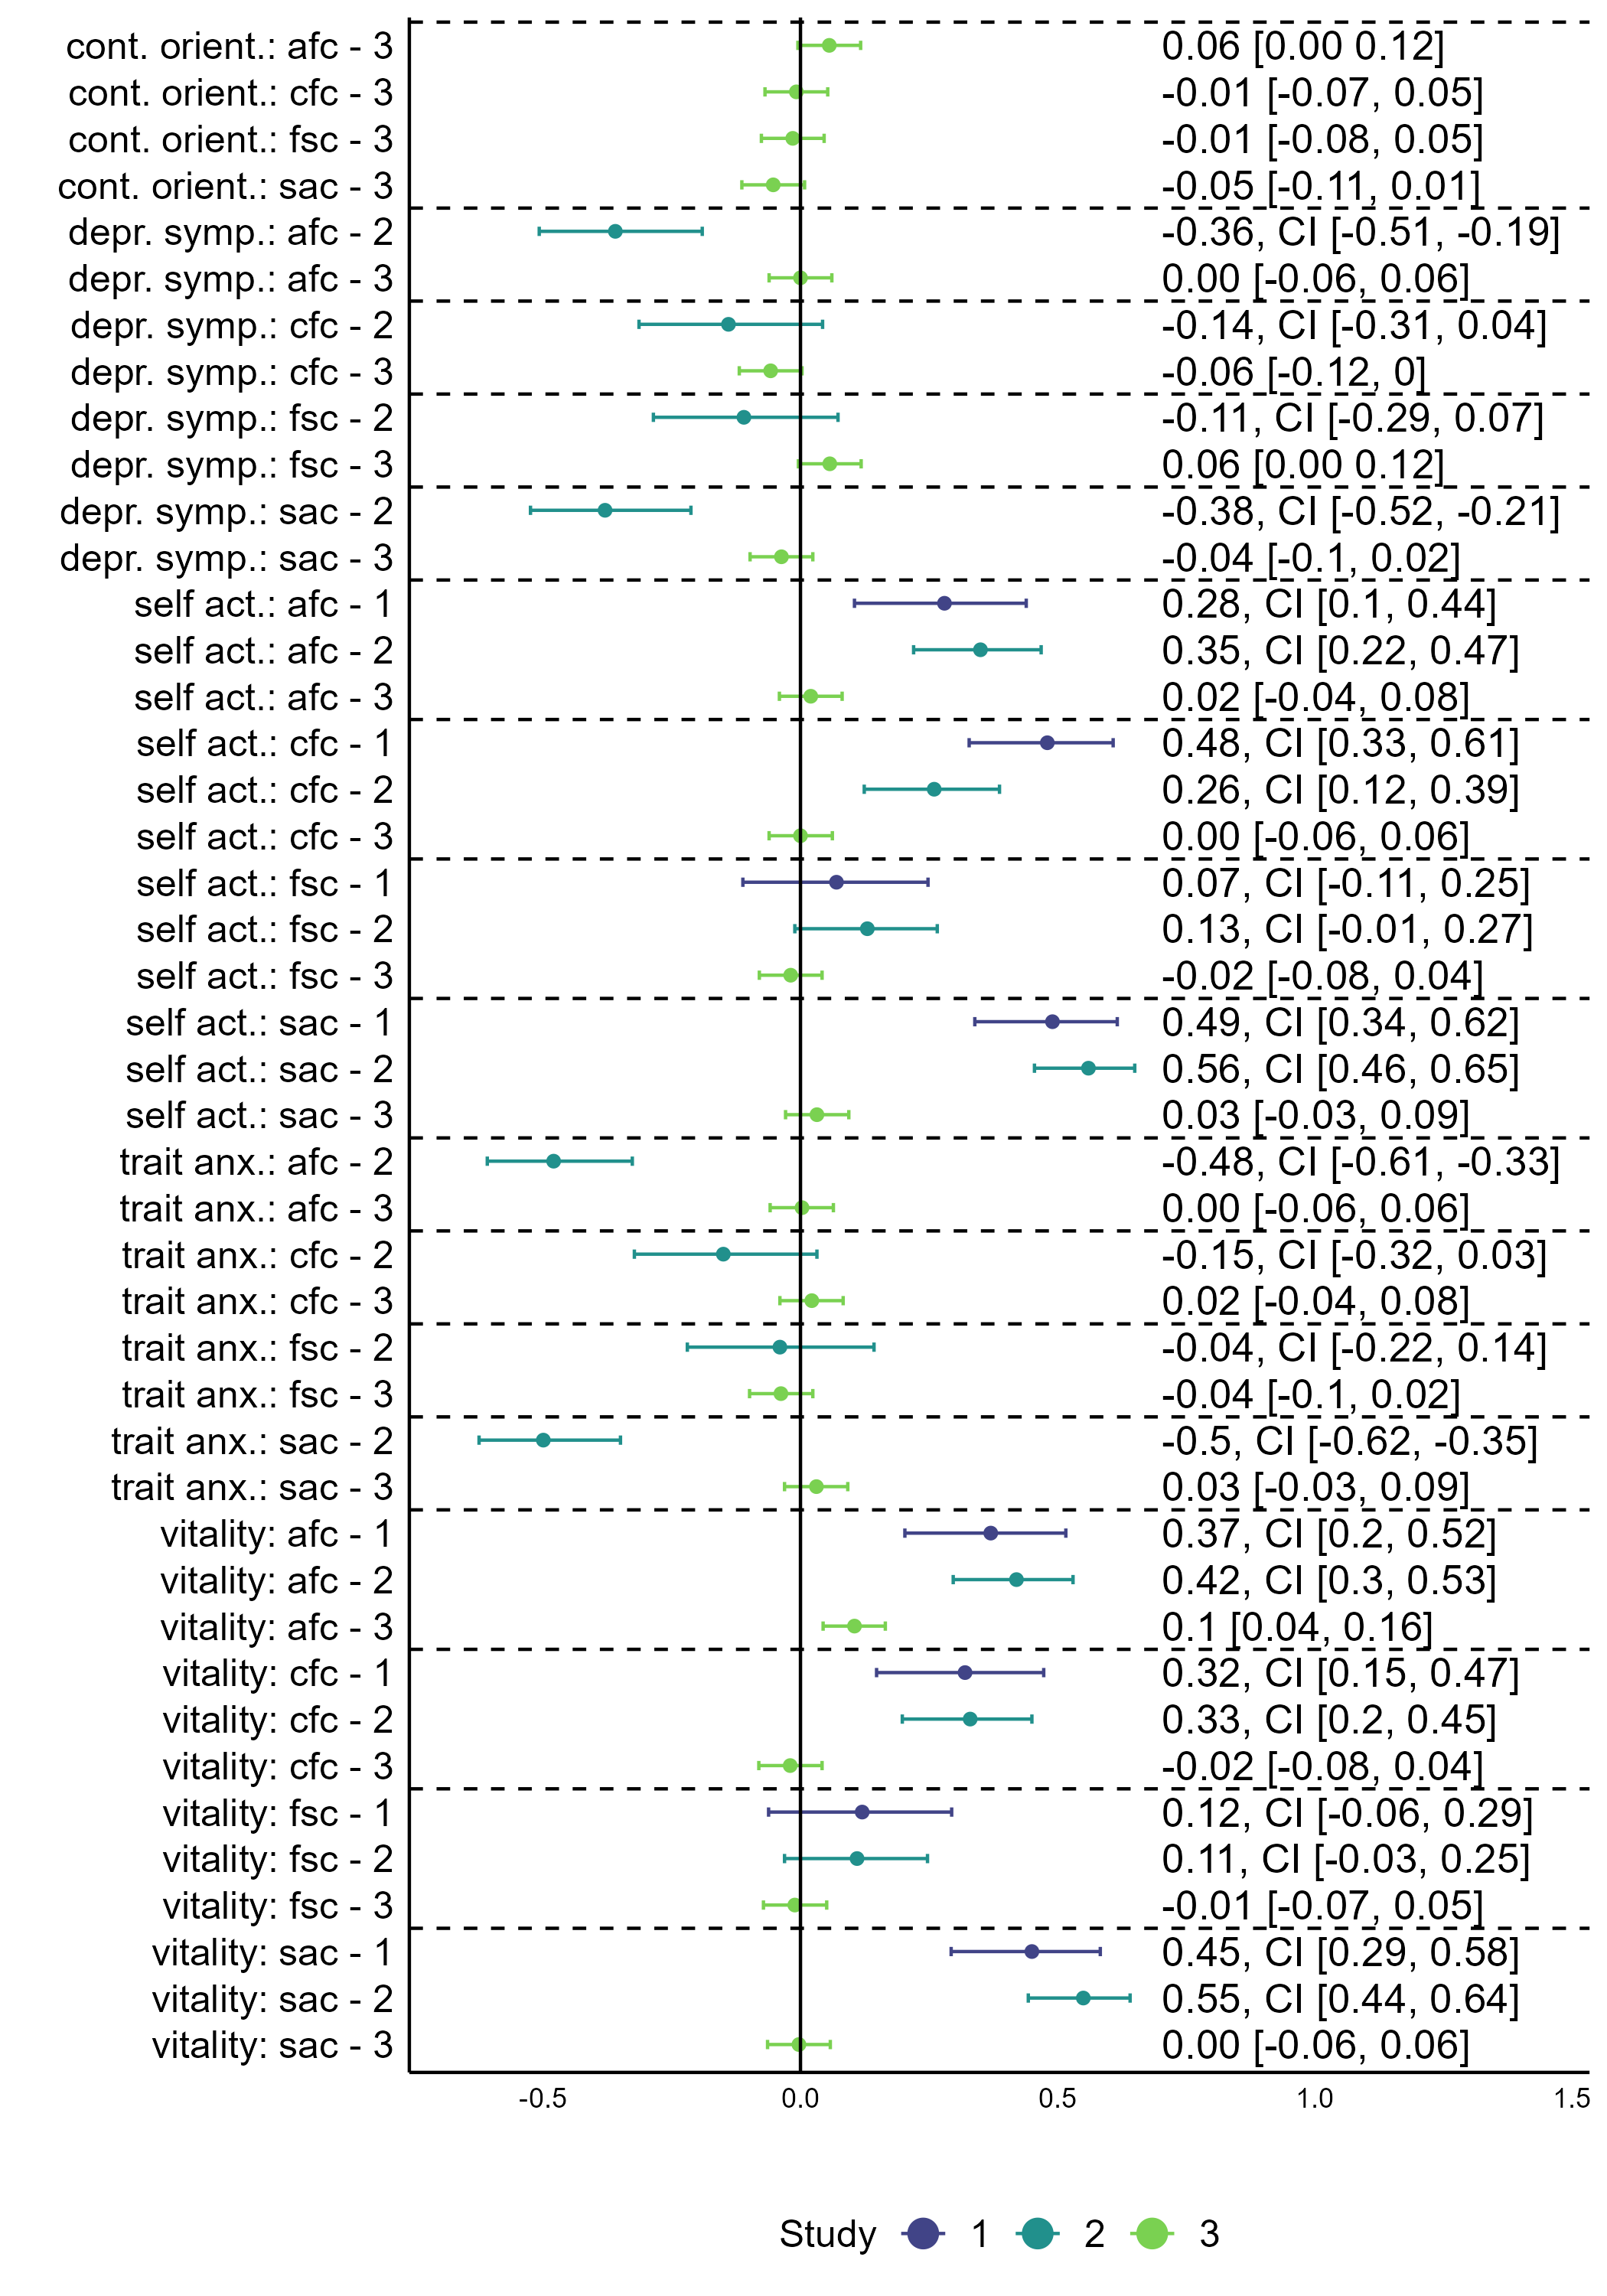 cont. orient.: afc - 3 0.06 [0.00 0.12]
cont. orient.: cfc - 3 -0.01 [-0.07, 0.05]
cont. orient.: fsc - 3 -0.01 [-0.08, 0.05]
cont. orient.: sac - 3 -0.05 [-0.11, 0.01]
depr. symp.: afc - 2 -0.36, CI [-0.51, -0.19]
depr. symp.: afc - 3 0.00 [-0.06, 0.06]
depr. symp.: cfc - 2 -0.14, CI [-0.31, 0.04]
depr. symp.: cfc - 3 -0.06 [-0.12, 0]
depr. symp.: fsc - 2 -0.11, CI [-0.29, 0.07]
depr. symp.: fsc - 3 0.06 [0.00 0.12]
depr. symp.: sac - 2 -0.38, CI [-0.52, -0.21]
depr. symp.: sac - 3 -0.04 [-0.1, 0.02]
self act.: afc - 1 0.28, CI [0.1, 0.44]
self act.: afc - 2 0.35, CI [0.22, 0.47]
self act.: afc - 3 0.02 [-0.04, 0.08]
self act.: cfc - 1 0.48, CI [0.33, 0.61]
self act.: cfc - 2 0.26, CI [0.12, 0.39]
self act.: cfc - 3 0.00 [-0.06, 0.06]
self act.: fsc - 1 0.07, CI [-0.11, 0.25]
self act.: fsc - 2 0.13, CI [-0.01, 0.27]
self act.: fsc - 3 -0.02 [-0.08, 0.04]
self act.: sac - 1 0.49, CI [0.34, 0.62]
self act.: sac - 2 0.56, CI [0.46, 0.65]
self act.: sac - 3 0.03 [-0.03, 0.09]
trait anx.: afc - 2 -0.48, CI [-0.61, -0.33]
trait anx.: afc - 3 0.00 [-0.06, 0.06]
trait anx.: cfc - 2 -0.15, CI [-0.32, 0.03]
trait anx.: cfc - 3 0.02 [-0.04, 0.08]
trait anx.: fsc - 2 -0.04, CI [-0.22, 0.14]
trait anx.: fsc - 3 -0.04 [-0.1, 0.02]
trait anx.: sac - 2 -0.5, CI [-0.62, -0.35]
trait anx.: sac - 3 0.03 [-0.03, 0.09]
vitality: afc - 1 0.37, CI [0.2, 0.52]
vitality: afc - 2 0.42, CI [0.3, 0.53]
vitality: afc - 3 0.1 [0.04, 0.16]
vitality: cfc - 1 0.32, CI [0.15, 0.47]
vitality: cfc - 2 0.33, CI [0.2, 0.45]
vitality: cfc - 3 -0.02 [-0.08, 0.04]
vitality: fsc - 1 0.12, CI [-0.06, 0.29]
vitality: fsc - 2 0.11, CI [-0.03, 0.25]
vitality: fsc - 3 -0.01 [-0.07, 0.05]
vitality: sac - 1 0.45, CI [0.29, 0.58]
vitality: sac - 2 0.55, CI [0.44, 0.64]
vitality: sac - 3 0.00 [-0.06, 0.06]
-0.5 0.0 0.5 1.0 1.5
Study 1 2 3